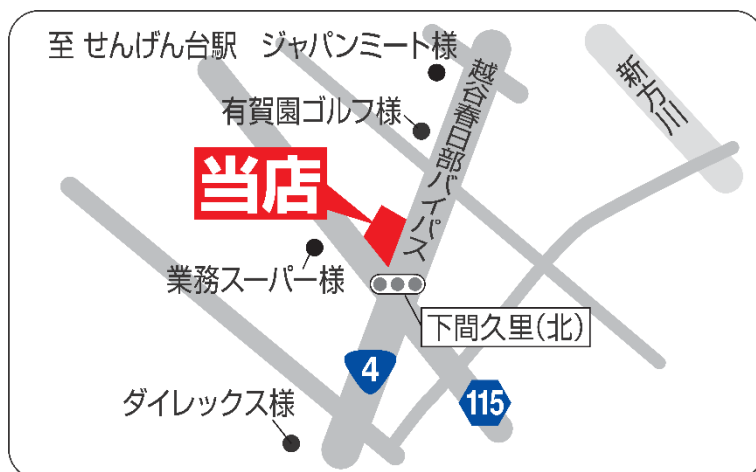 至 せんげん台駅
ジャパンミート様
有賀園ゴルフ様
越谷春日部バイパス
新方川
当店
業務スーパー様
下間久里(北)
4
115
ダイレックス様